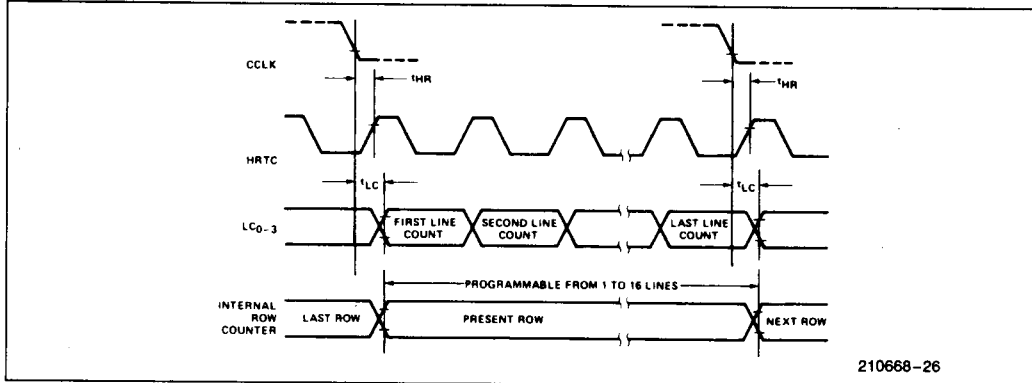 CCLK
tHR
tHR
HRTC
tLC
tLC
LC0-3
FIRST LINE COUNT
SECOND LINE COUNT
LAST LINE COUNT
PROGRAMMABLE FROM 1 TO 16 LINES
INTERNAL ROW COUNTER
LAST ROW
PRESENT ROW
NEXT ROW
210668-26